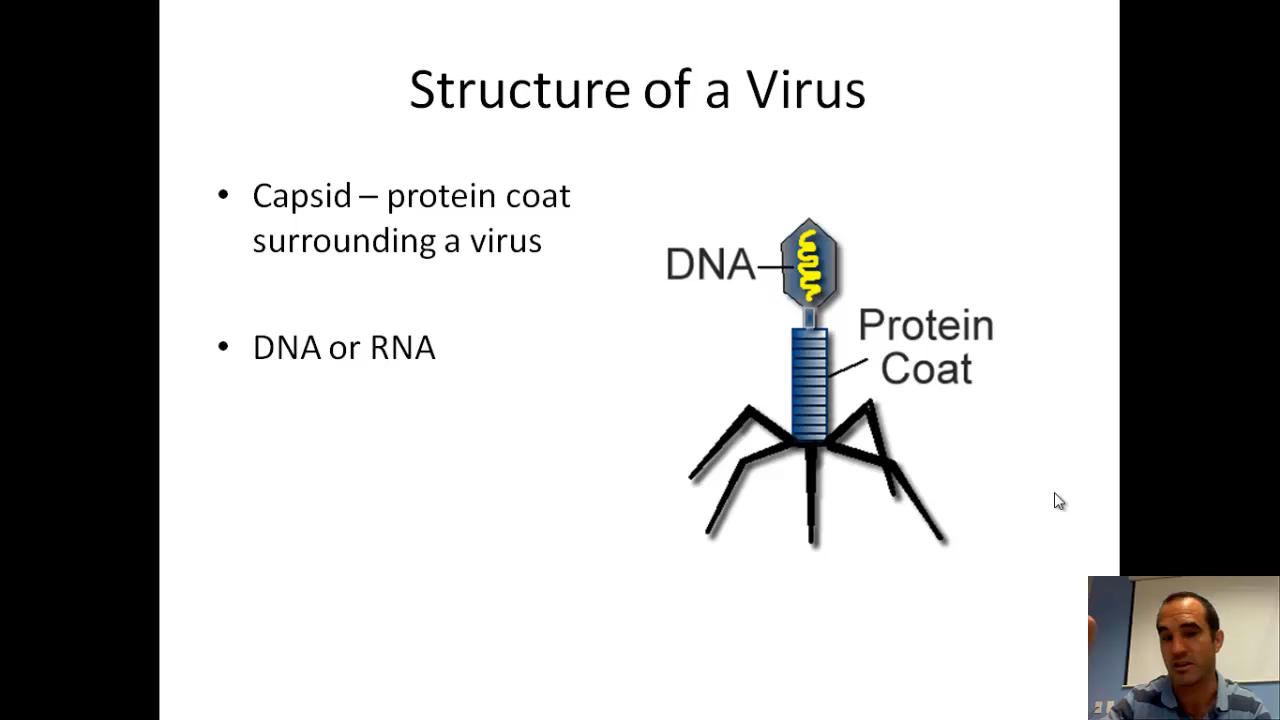 Structure of a Virus
• Capsid – protein coat
surrounding a virus
• DNA or RNA
DNA
Protein
Coat